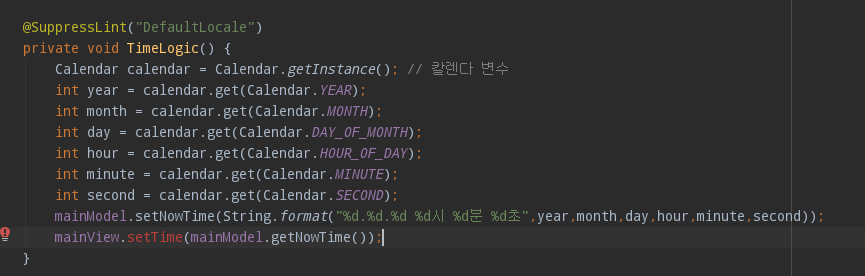 @SuppressLint("DefaultLocale")
private void TimeLogic() {
    Calendar calendar = Calendar.getInstance(); // 칼렌다 변수
    int year = calendar.get(Calendar.YEAR);
    int month = calendar.get(Calendar.MONTH);
    int day = calendar.get(Calendar.DAY_OF_MONTH);
    int hour = calendar.get(Calendar.HOUR_OF_DAY);
    int minute = calendar.get(Calendar.MINUTE);
    int second = calendar.get(Calendar.SECOND);
    mainModel.setNowTime(String.format("%d.%d.%d %d시 %d분 %d초",year,month,day,hour,minute,second));
    mainView.setTime(mainModel.getNowTime());
}